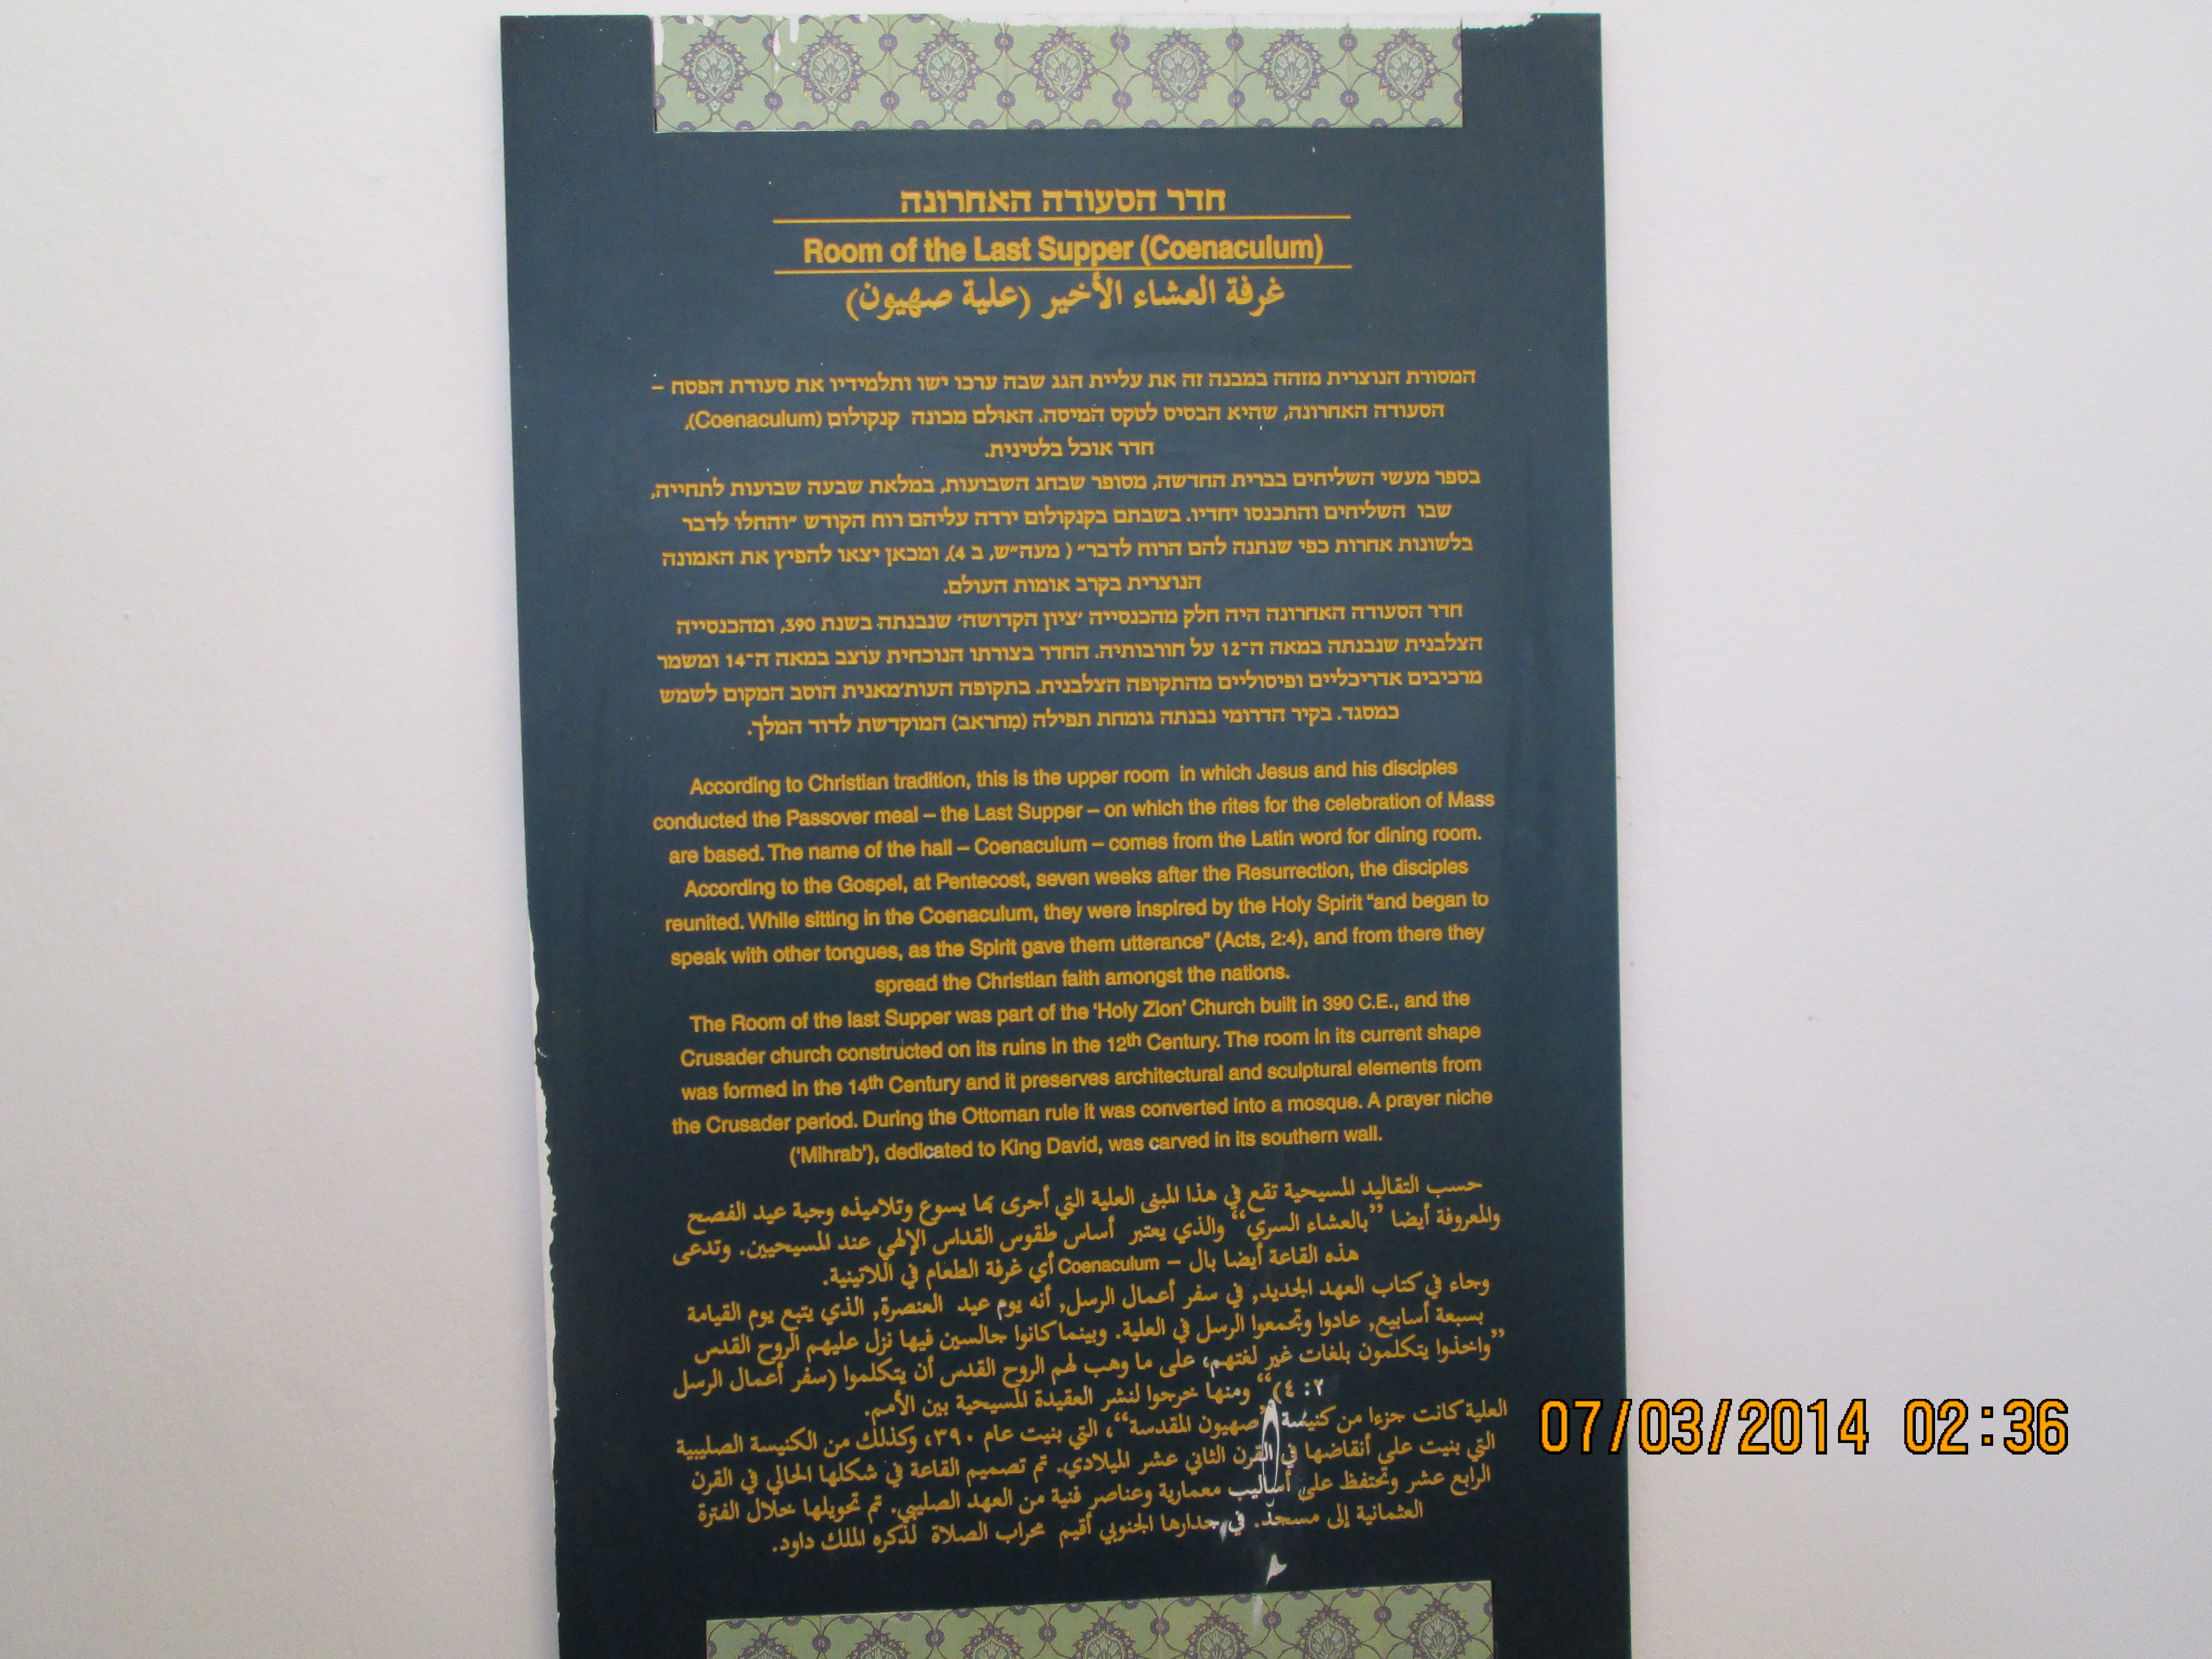 חדר הסעודה האחרונה
Room of the Last Supper (Coenaculum)
غرفة العشاء الأخير (علية صهيون)
המסורת הנוצרית מזהה במבנה זה את עליית הגג שבה ערכו ישו ותלמידיו את סעודת הפסח –
הסעודה האחרונה, שהיא הבסיס לטקס המיסה. האולם מכונה קנקולום (Coenaculum),
חדר אוכל בלטינית.
בספר מעשי השליחים בברית החדשה, מסופר שבחג השבועות, במלאת שבעה שבועות לתחייה,
שבו השליחים והתכנסו יחדיו. בשבתם בקנקולום ירדה עליהם רוח הקודש "והחלו לדבר
בלשונות אחרות כפי שנתנה להם הרוח לדבר" ( מעה"ש, ב 4), ומכאן יצאו להפיץ את האמונה
הנוצרית בקרב אומות העולם.
חדר הסעודה האחרונה היה חלק מהכנסייה 'ציון הקדושה' שנבנתה בשנת 390, ומהכנסייה
הצלבנית שנבנתה במאה ה־12 על חורבותיה. החדר בצורתו הנוכחית עוצב במאה ה־14 ומשמר
מרכיבים אדריכליים ופיסוליים מהתקופה הצלבנית. בתקופה העות'מאנית הוסב המקום לשמש
כמסגד. בקיר הדרומי נבנתה גומחת תפילה (מִחראב) המוקדשת לדוד המלך.
According to Christian tradition, this is the upper room in which Jesus and his disciples
conducted the Passover meal – the Last Supper – on which the rites for the celebration of Mass
are based. The name of the hall – Coenaculum – comes from the Latin word for dining room.
According to the Gospel, at Pentecost, seven weeks after the Resurrection, the disciples
reunited. While sitting in the Coenaculum, they were inspired by the Holy Spirit "and began to
speak with other tongues, as the Spirit gave them utterance" (Acts, 2:4), and from there they
spread the Christian faith amongst the nations.
The Room of the last Supper was part of the 'Holy Zion' Church built in 390 C.E., and the
Crusader church constructed on its ruins in the 12th Century. The room in its current shape
was formed in the 14th Century and it preserves architectural and sculptural elements from
the Crusader period. During the Ottoman rule it was converted into a mosque. A prayer niche
('Mihrab'), dedicated to King David, was carved in its southern wall.
حسب التقاليد المسيحية تقع في هذا المبنى العلية التي أجرى بها يسوع وتلاميذه وجبة عيد الفصح
والمعروفة أيضا ”بالعشاء السري“ والذي يعتبر أساس طقوس القداس الإلهي عند المسيحيين. وتدعى
هذه القاعة أيضا بال – Coenaculum أي غرفة الطعام في اللاتينية.
وجاء في كتاب العهد الجديد, في سفر أعمال الرسل, أنه يوم عيد العنصرة, الذي يتبع يوم القيامة
بسبعة أسابيع, عادوا وتجمعوا الرسل في العلية. وبينما كانوا جالسين فيها نزل عليهم الروح القدس
”واخذوا يتكلمون بلغات غير لغتهم، على ما وهب لهم الروح القدس أن يتكلموا (سفر أعمال الرسل
٢: ٤)“ ومنها خرجوا لنشر العقيدة المسيحية بين الأمم.
العلية كانت جزءا من كنيسة ”صهيون المقدسة“، التي بنيت عام ٣٩٠، وكذلك من الكنيسة الصليبية
التي بنيت على أنقاضها في القرن الثاني عشر الميلادي. تم تصميم القاعة في شكلها الحالي في القرن
الرابع عشر وتحتفظ على أساليب معمارية وعناصر فنية من العهد الصليبي. تم تحويلها خلال الفترة
العثمانية إلى مسجد. في جدارها الجنوبي أقيم محراب الصلاة لذكره الملك داود.
07/03/2014 02:36